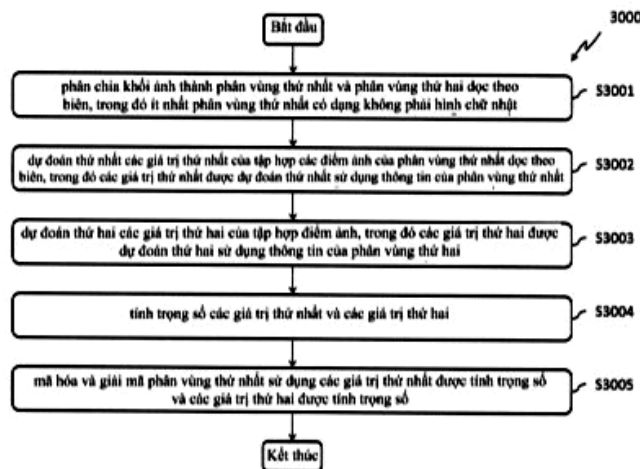 3000
Bắt đầu
phân chia khối ảnh thành phân vùng thứ nhất và phân vùng thứ hai dọc theo
biên, trong đó ít nhất phân vùng thứ nhất có dạng không phải hình chữ nhật
S3001
dự đoán thứ nhất các giá trị thứ nhất của tập hợp các điểm ảnh của phân vùng thứ nhất dọc theo
biên, trong đó các giá trị thứ nhất được dự đoán thứ nhất sử dụng thông tin của phân vùng thứ nhất
S3002
dự đoán thứ hai các giá trị thứ hai của tập hợp điểm ảnh, trong đó các giá trị thứ hai được
dự đoán thứ hai sử dụng thông tin của phân vùng thứ hai
S3003
tính trọng số các giá trị thứ nhất và các giá trị thứ hai
S3004
mã hóa và giải mã phân vùng thứ nhất sử dụng các giá trị thứ nhất được tính trọng số
và các giá trị thứ hai được tính trọng số
S3005
Kết thúc